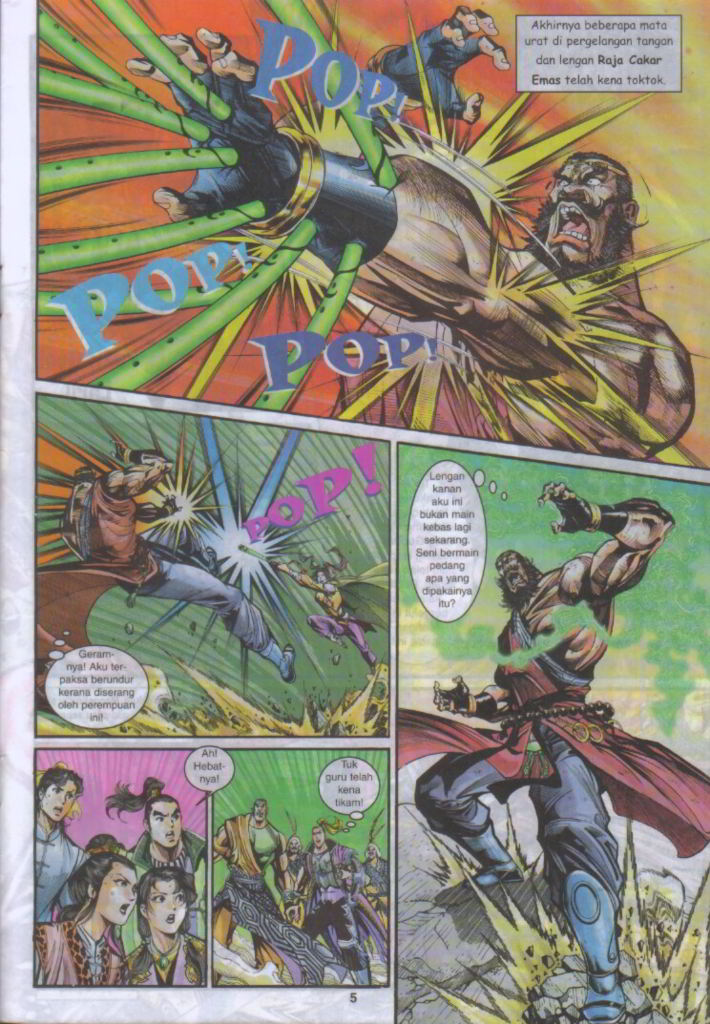 Akhirnya beberapa mata
urat di pergelangan tangan
dan lengan Raja Cakar
Emas telah kena toktok.
POP!
POP!
POP!
POP!
Geram-
nya! Aku ter-
paksa berundur
kerana diserang
oleh perempuan
ini!
Lengan
kanan
aku ini
bukan main
kebas lagi
sekarang.
Seni bermain
pedang
apa yang
dipakainya
itu?
Ah!
Hebat-
nya!
Tuk
guru telah
kena
tikam!
5